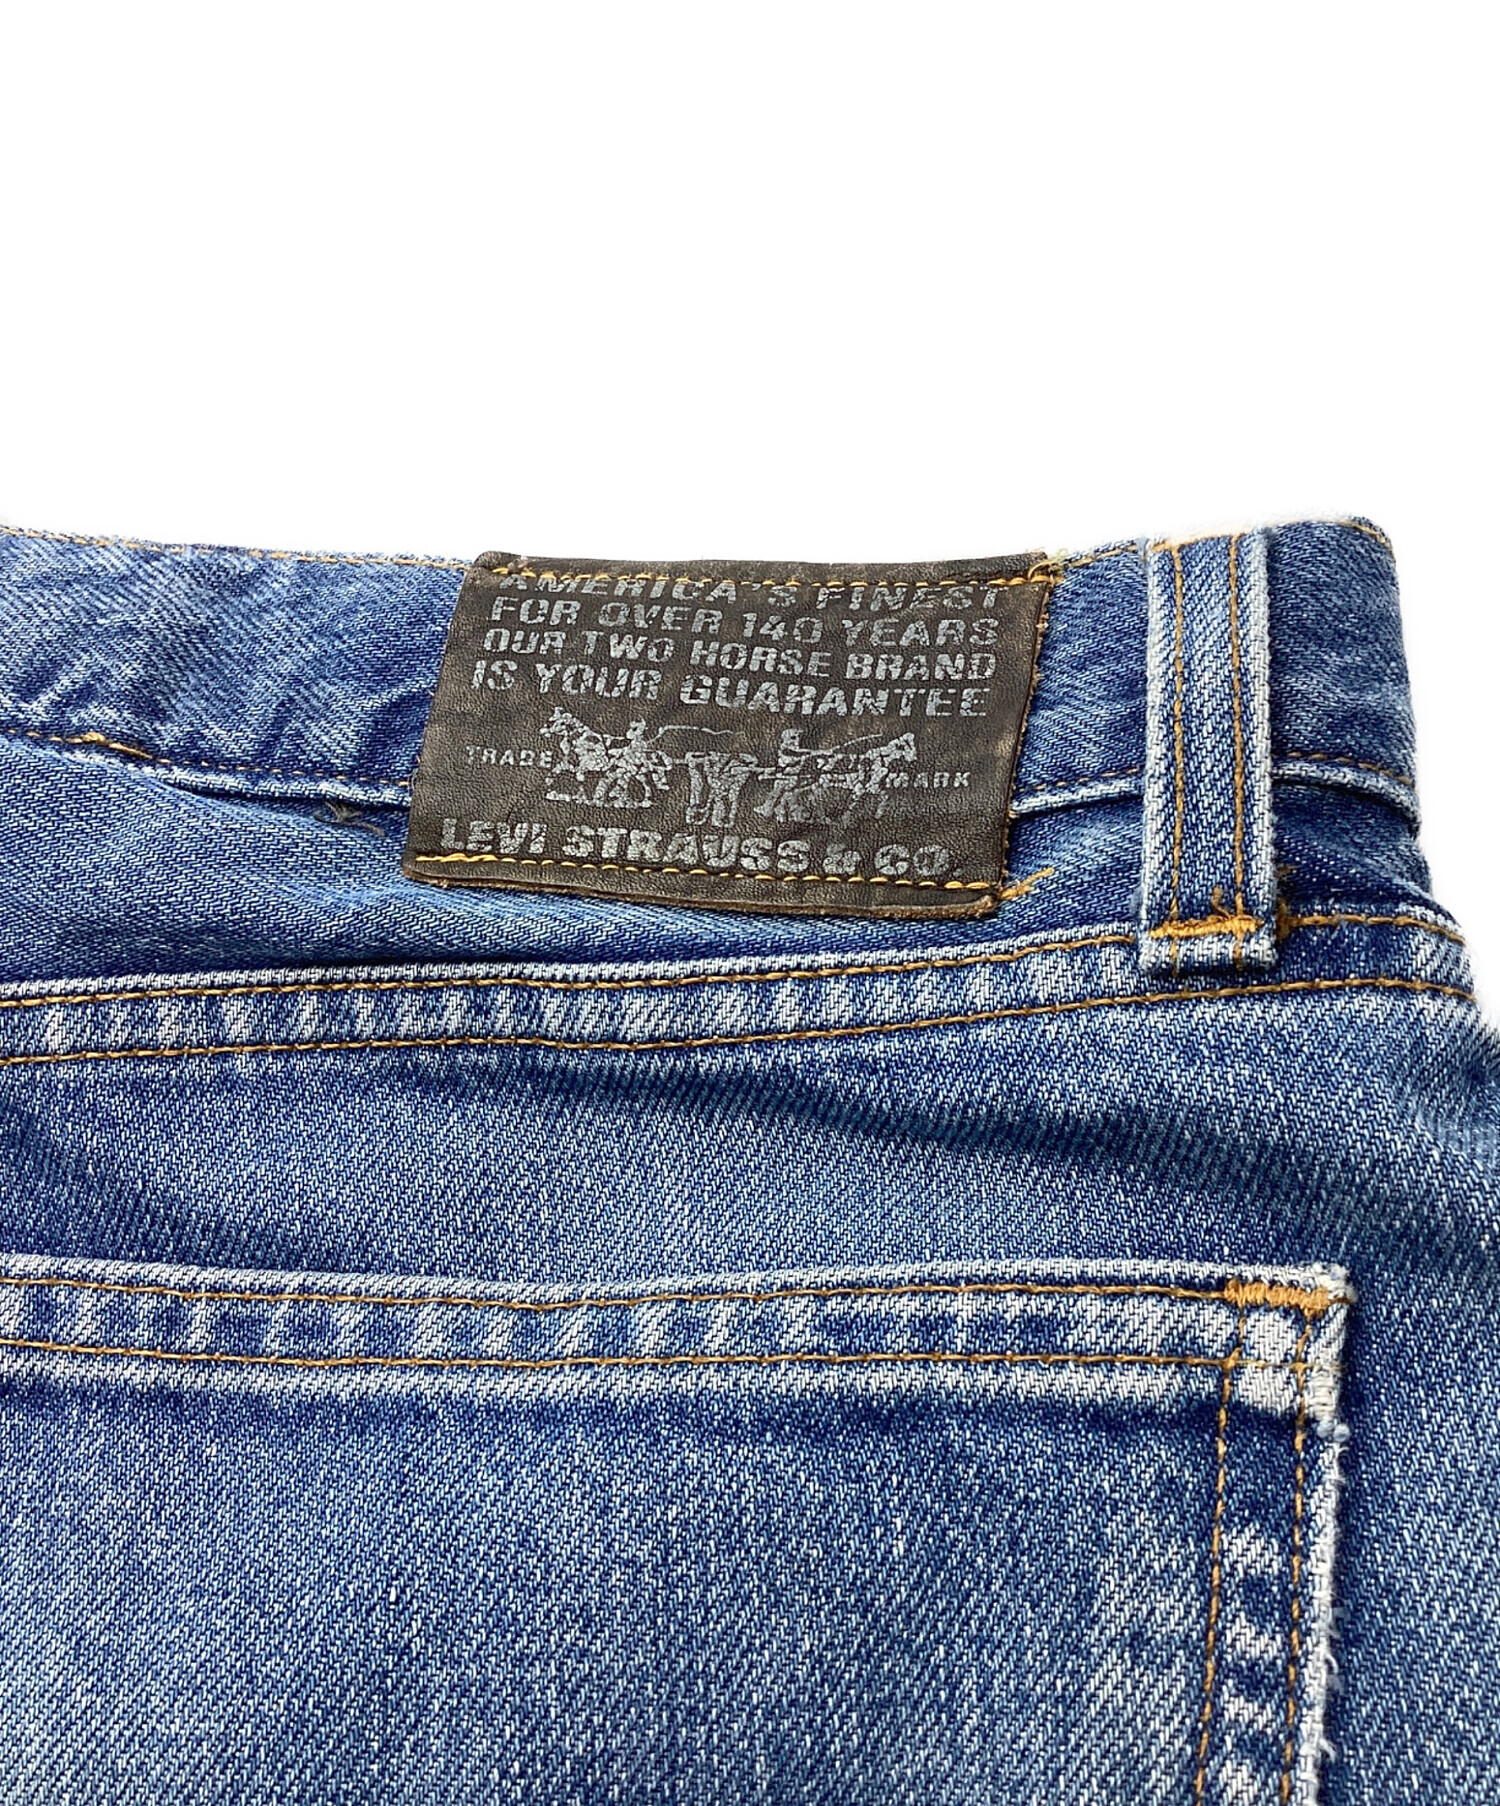 AMERICA'S FINEST
FOR OVER 140 YEARS
OUR TWO HORSE BRAND
IS YOUR GUARANTEE
TRADE MARK
LEVI STRAUSS & CO.